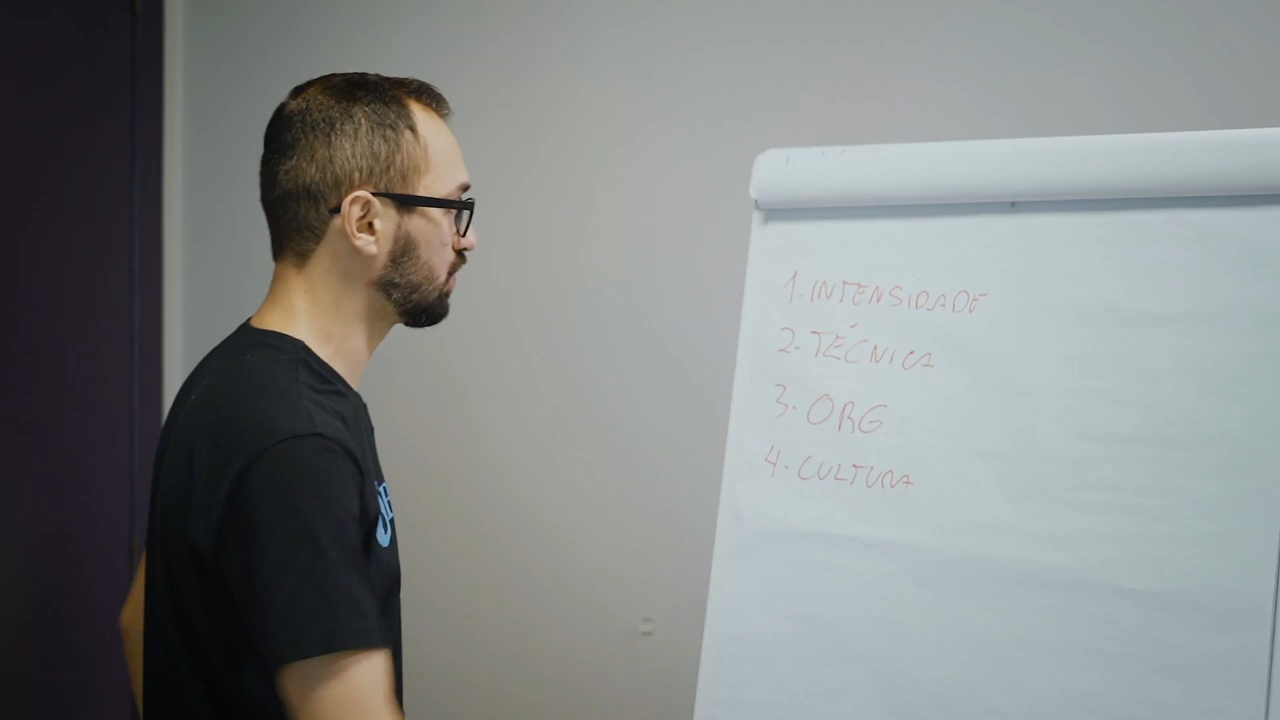 1. INTENSIDADE
2. TÉCNICA
3. ORG
4. CULTURA